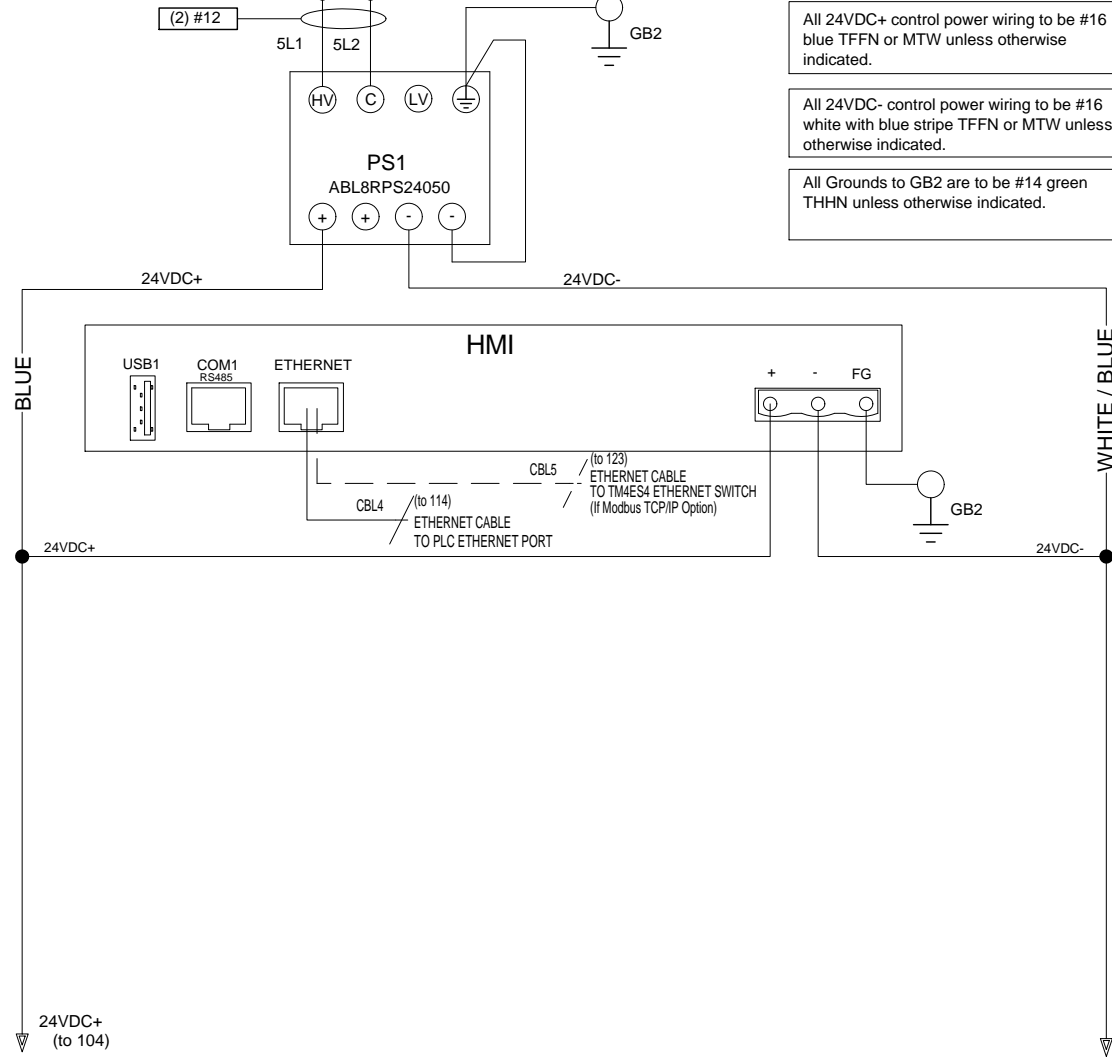 (2) #12
5L1
5L2
GB2
All 24VDC+ control power wiring to be #16
blue TFFN or MTW unless otherwise
indicated.
All 24VDC- control power wiring to be #16
white with blue stripe TFFN or MTW unless
otherwise indicated.
All Grounds to GB2 are to be #14 green
THHN unless otherwise indicated.
HV
C
LV
PS1
ABL8RPS24050
+
+
-
-
24VDC+
24VDC-
BLUE
WHITE / BLUE
HMI
USB1
COM1
RS485
ETHERNET
+
-
FG
CBL5
(to 123)
ETHERNET CABLE
TO TM4ES4 ETHERNET SWITCH
(If Modbus TCP/IP Option)
CBL4
(to 114)
ETHERNET CABLE
TO PLC ETHERNET PORT
GB2
24VDC+
24VDC-
24VDC+
(to 104)